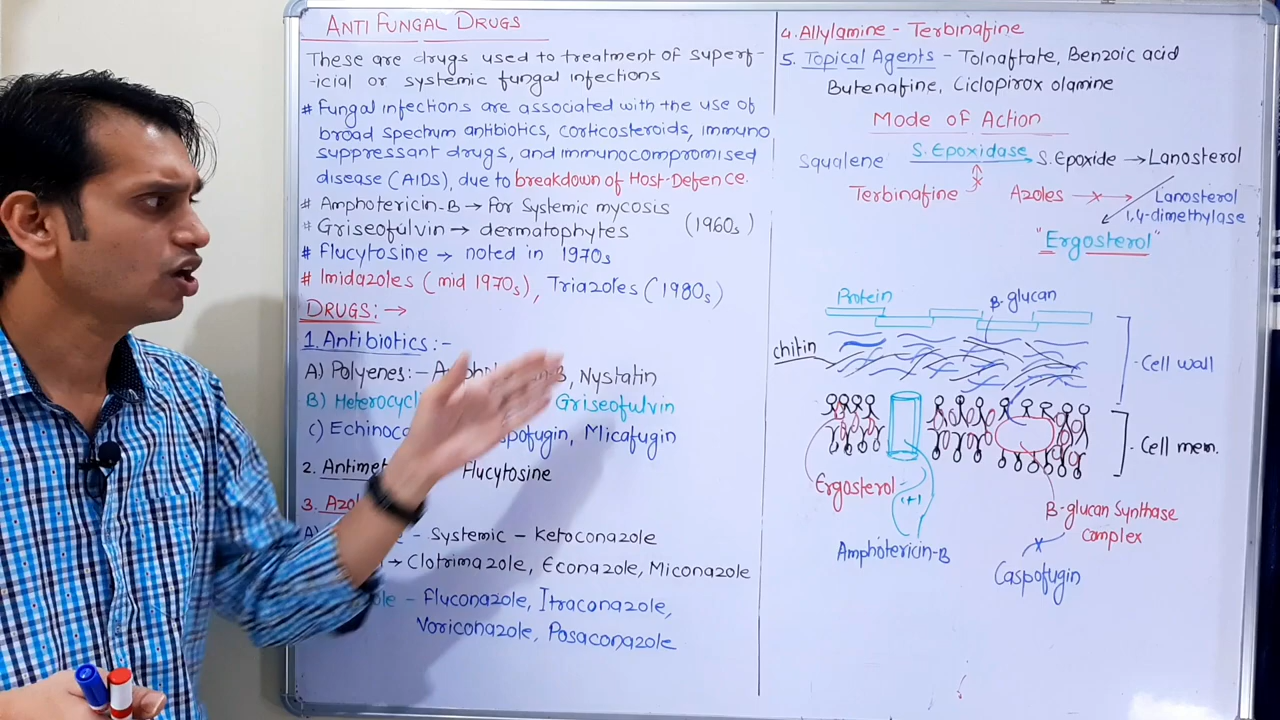 ANTI FUNGAL DRUGS
These are drugs used to treatment of superf-
-icial or systemic fungal infections
# Fungal infections are associated with the use of
broad spectrum antibiotics, corticosteroids, immuno
suppressant drugs, and immunocompromised
disease (AIDs), due to breakdown of Host-Defence.
# Amphotericin-B → For Systemic mycosis
# Griseofulvin → dermatophytes (1960s)
# Flucytosine → noted in 1970s
# Imidazoles (mid 1970s), Triazoles (1980s)
DRUGS:- →
1. Antibiotics:-
A) Polyenes:- B, Nystatin
B) Griseofulvin
C) Micafugin
2. Flucytosine
3.
Systemic - Ketoconazole
→ Clotrimazole, Econazole, Miconazole
- Fluconazole, Itraconazole,
Voriconazole, Posaconazole
4. Allylamine - Terbinafine
5. Topical Agents - Tolnaftate, Benzoic acid
Butenafine, Ciclopirox olamine
Mode of Action
Squalene S.Epoxidase S.Epoxide → Lanosterol
Terbinafine Azoles Lanosterol
1,4-dimethylase
"Ergosterol"
Protein B-glucan
chitin
Cell wall
Cell mem.
Ergosterol (+)
B-glucan Synthase
complex
Amphotericin-B
Caspofugin